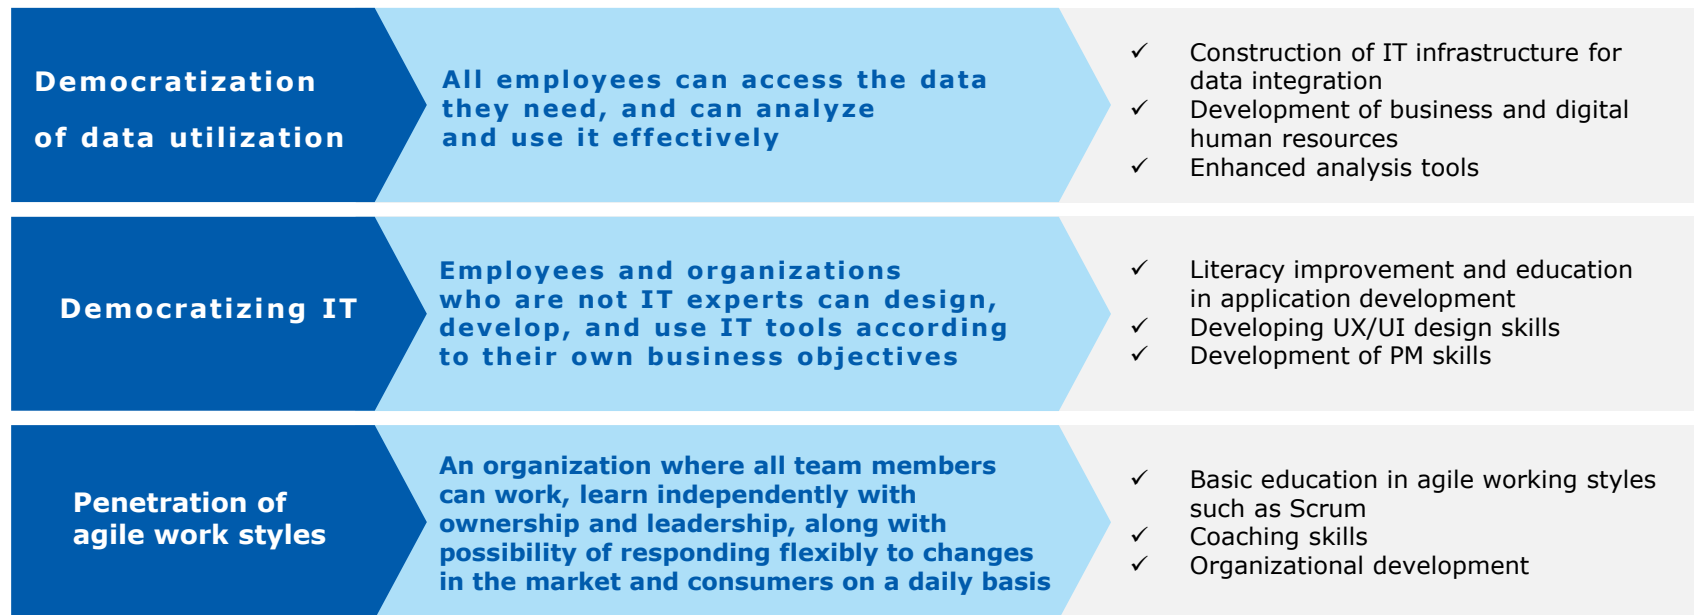 Democratization
of data utilization
All employees can access the data
they need, and can analyze
and use it effectively
✓ Construction of IT infrastructure for
data integration
✓ Development of business and digital
human resources
✓ Enhanced analysis tools
Democratizing IT
Employees and organizations
who are not IT experts can design,
develop, and use IT tools according
to their own business objectives
✓ Literacy improvement and education
in application development
✓ Developing UX/UI design skills
✓ Development of PM skills
Penetration of
agile work styles
An organization where all team members
can work, learn independently with
ownership and leadership, along with
possibility of responding flexibly to changes
in the market and consumers on a daily basis
✓ Basic education in agile working styles
such as Scrum
✓ Coaching skills
✓ Organizational development